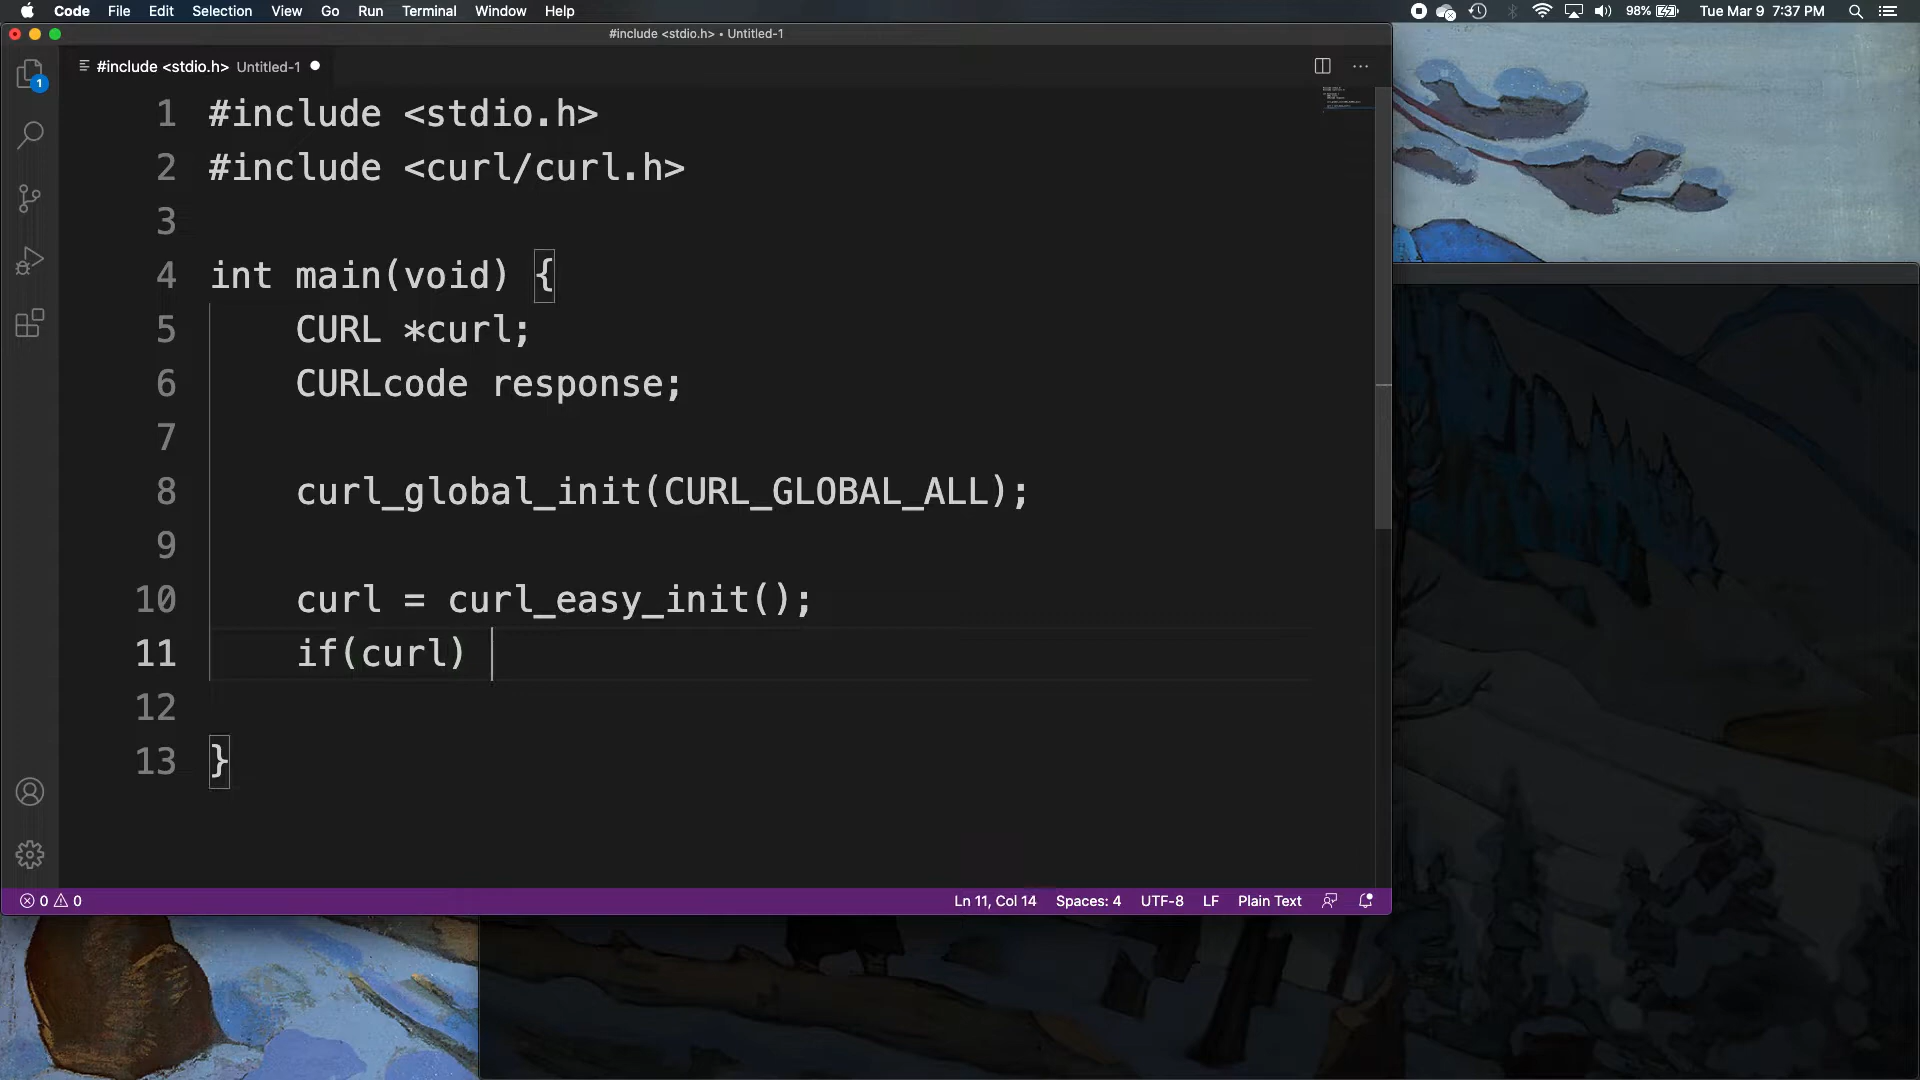 Code File Edit Selection View Go Run Terminal Window Help 98% Tue Mar 9 7:37 PM
#include <stdio.h> • Untitled-1
#include <stdio.h> Untitled-1
1
1 #include <stdio.h>
2 #include <curl/curl.h>
3
4 int main(void) {
5 CURL *curl;
6 CURLcode response;
7
8 curl_global_init(CURL_GLOBAL_ALL);
9
10 curl = curl_easy_init();
11 if(curl)
12
13 }
0 0 Ln 11, Col 14 Spaces: 4 UTF-8 LF Plain Text